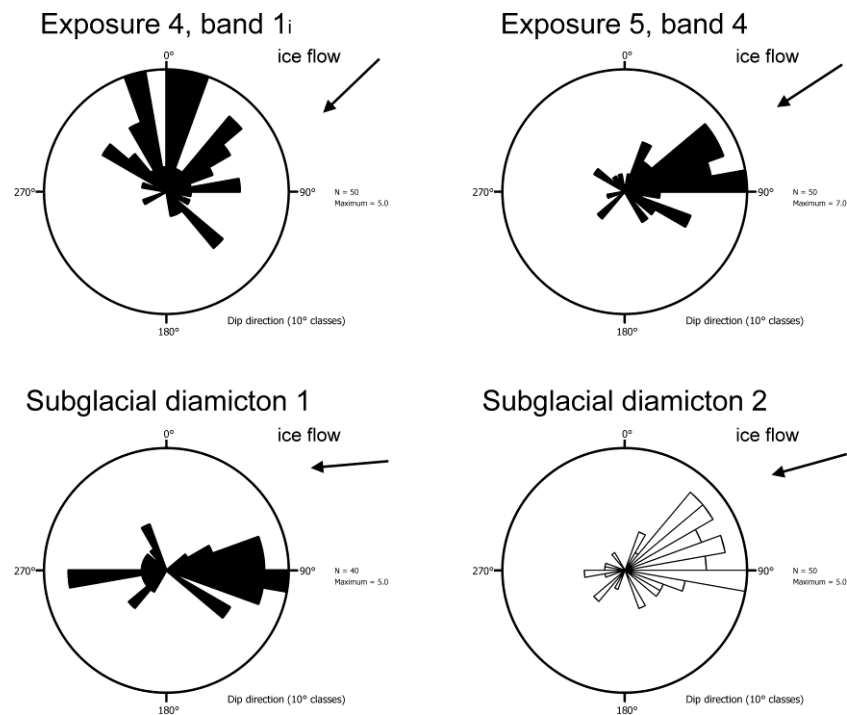 Exposure 4, band 1i
ice flow
0°
270°
90°
N = 50
Maximum = 5.0
180°
Dip direction (10° classes)
Exposure 5, band 4
ice flow
0°
270°
90°
N = 50
Maximum = 7.0
180°
Dip direction (10° classes)
Subglacial diamicton 1
ice flow
0°
270°
90°
N = 40
Maximum = 5.0
180°
Dip direction (10° classes)
Subglacial diamicton 2
ice flow
0°
270°
90°
N = 50
Maximum = 5.0
180°
Dip direction (10° classes)